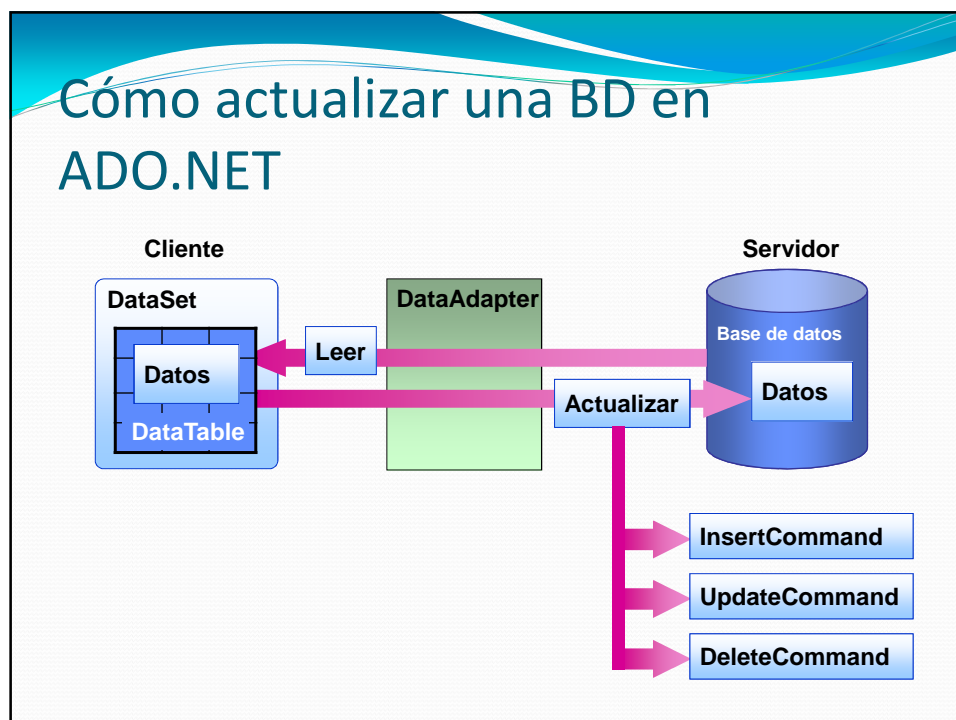 Cómo actualizar una BD en
ADO.NET
Cliente
Servidor
DataSet
DataAdapter
Base de datos
Leer
Datos
Actualizar
Datos
DataTable
InsertCommand
UpdateCommand
DeleteCommand